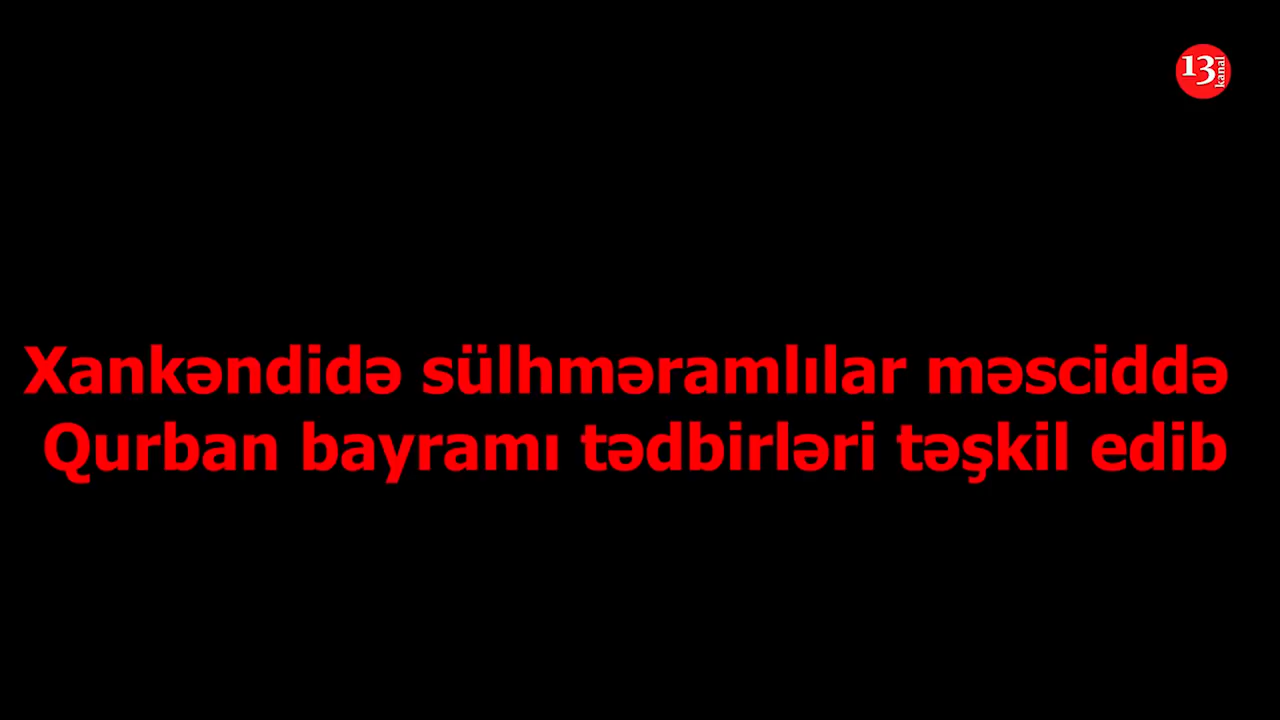 13 kanal
Xankəndidə sülhməramlılar məsciddə
Qurban bayramı tədbirləri təşkil edib